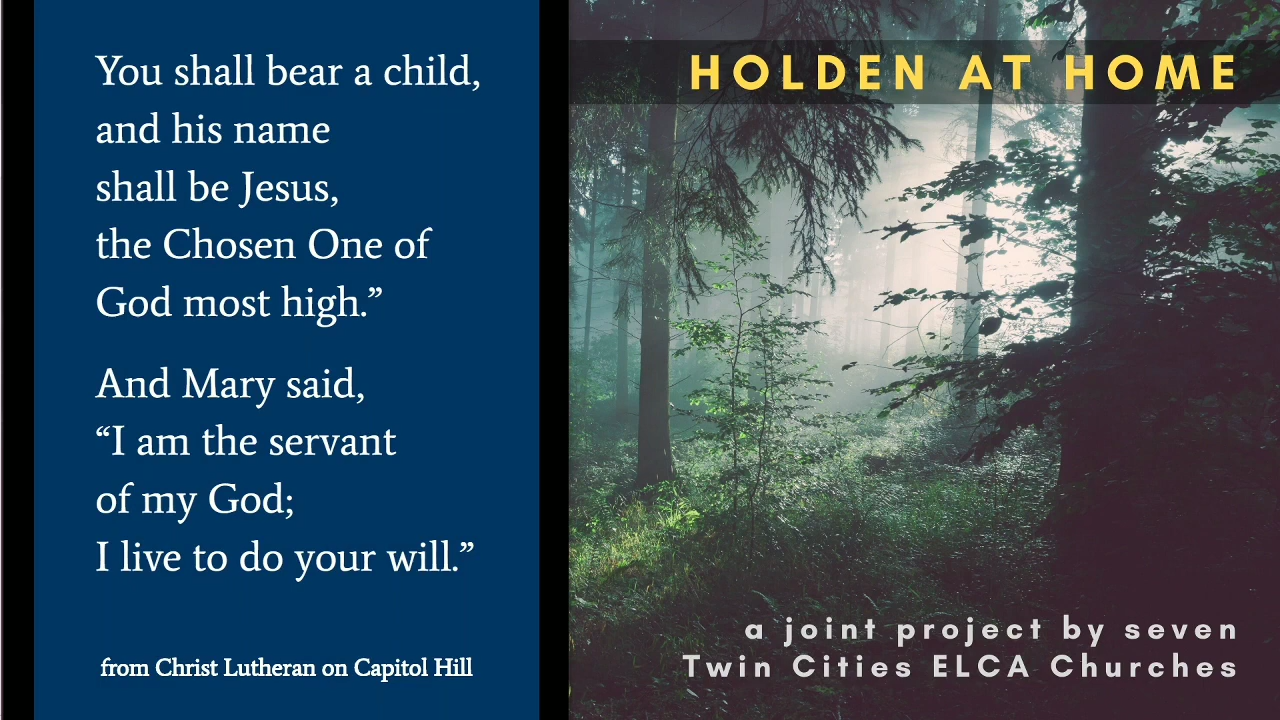 You shall bear a child,
and his name
shall be Jesus,
the Chosen One of
God most high.”
And Mary said,
“I am the servant
of my God;
I live to do your will.”
from Christ Lutheran on Capitol Hill
HOLDEN AT HOME
a joint project by seven
Twin Cities ELCA Churches